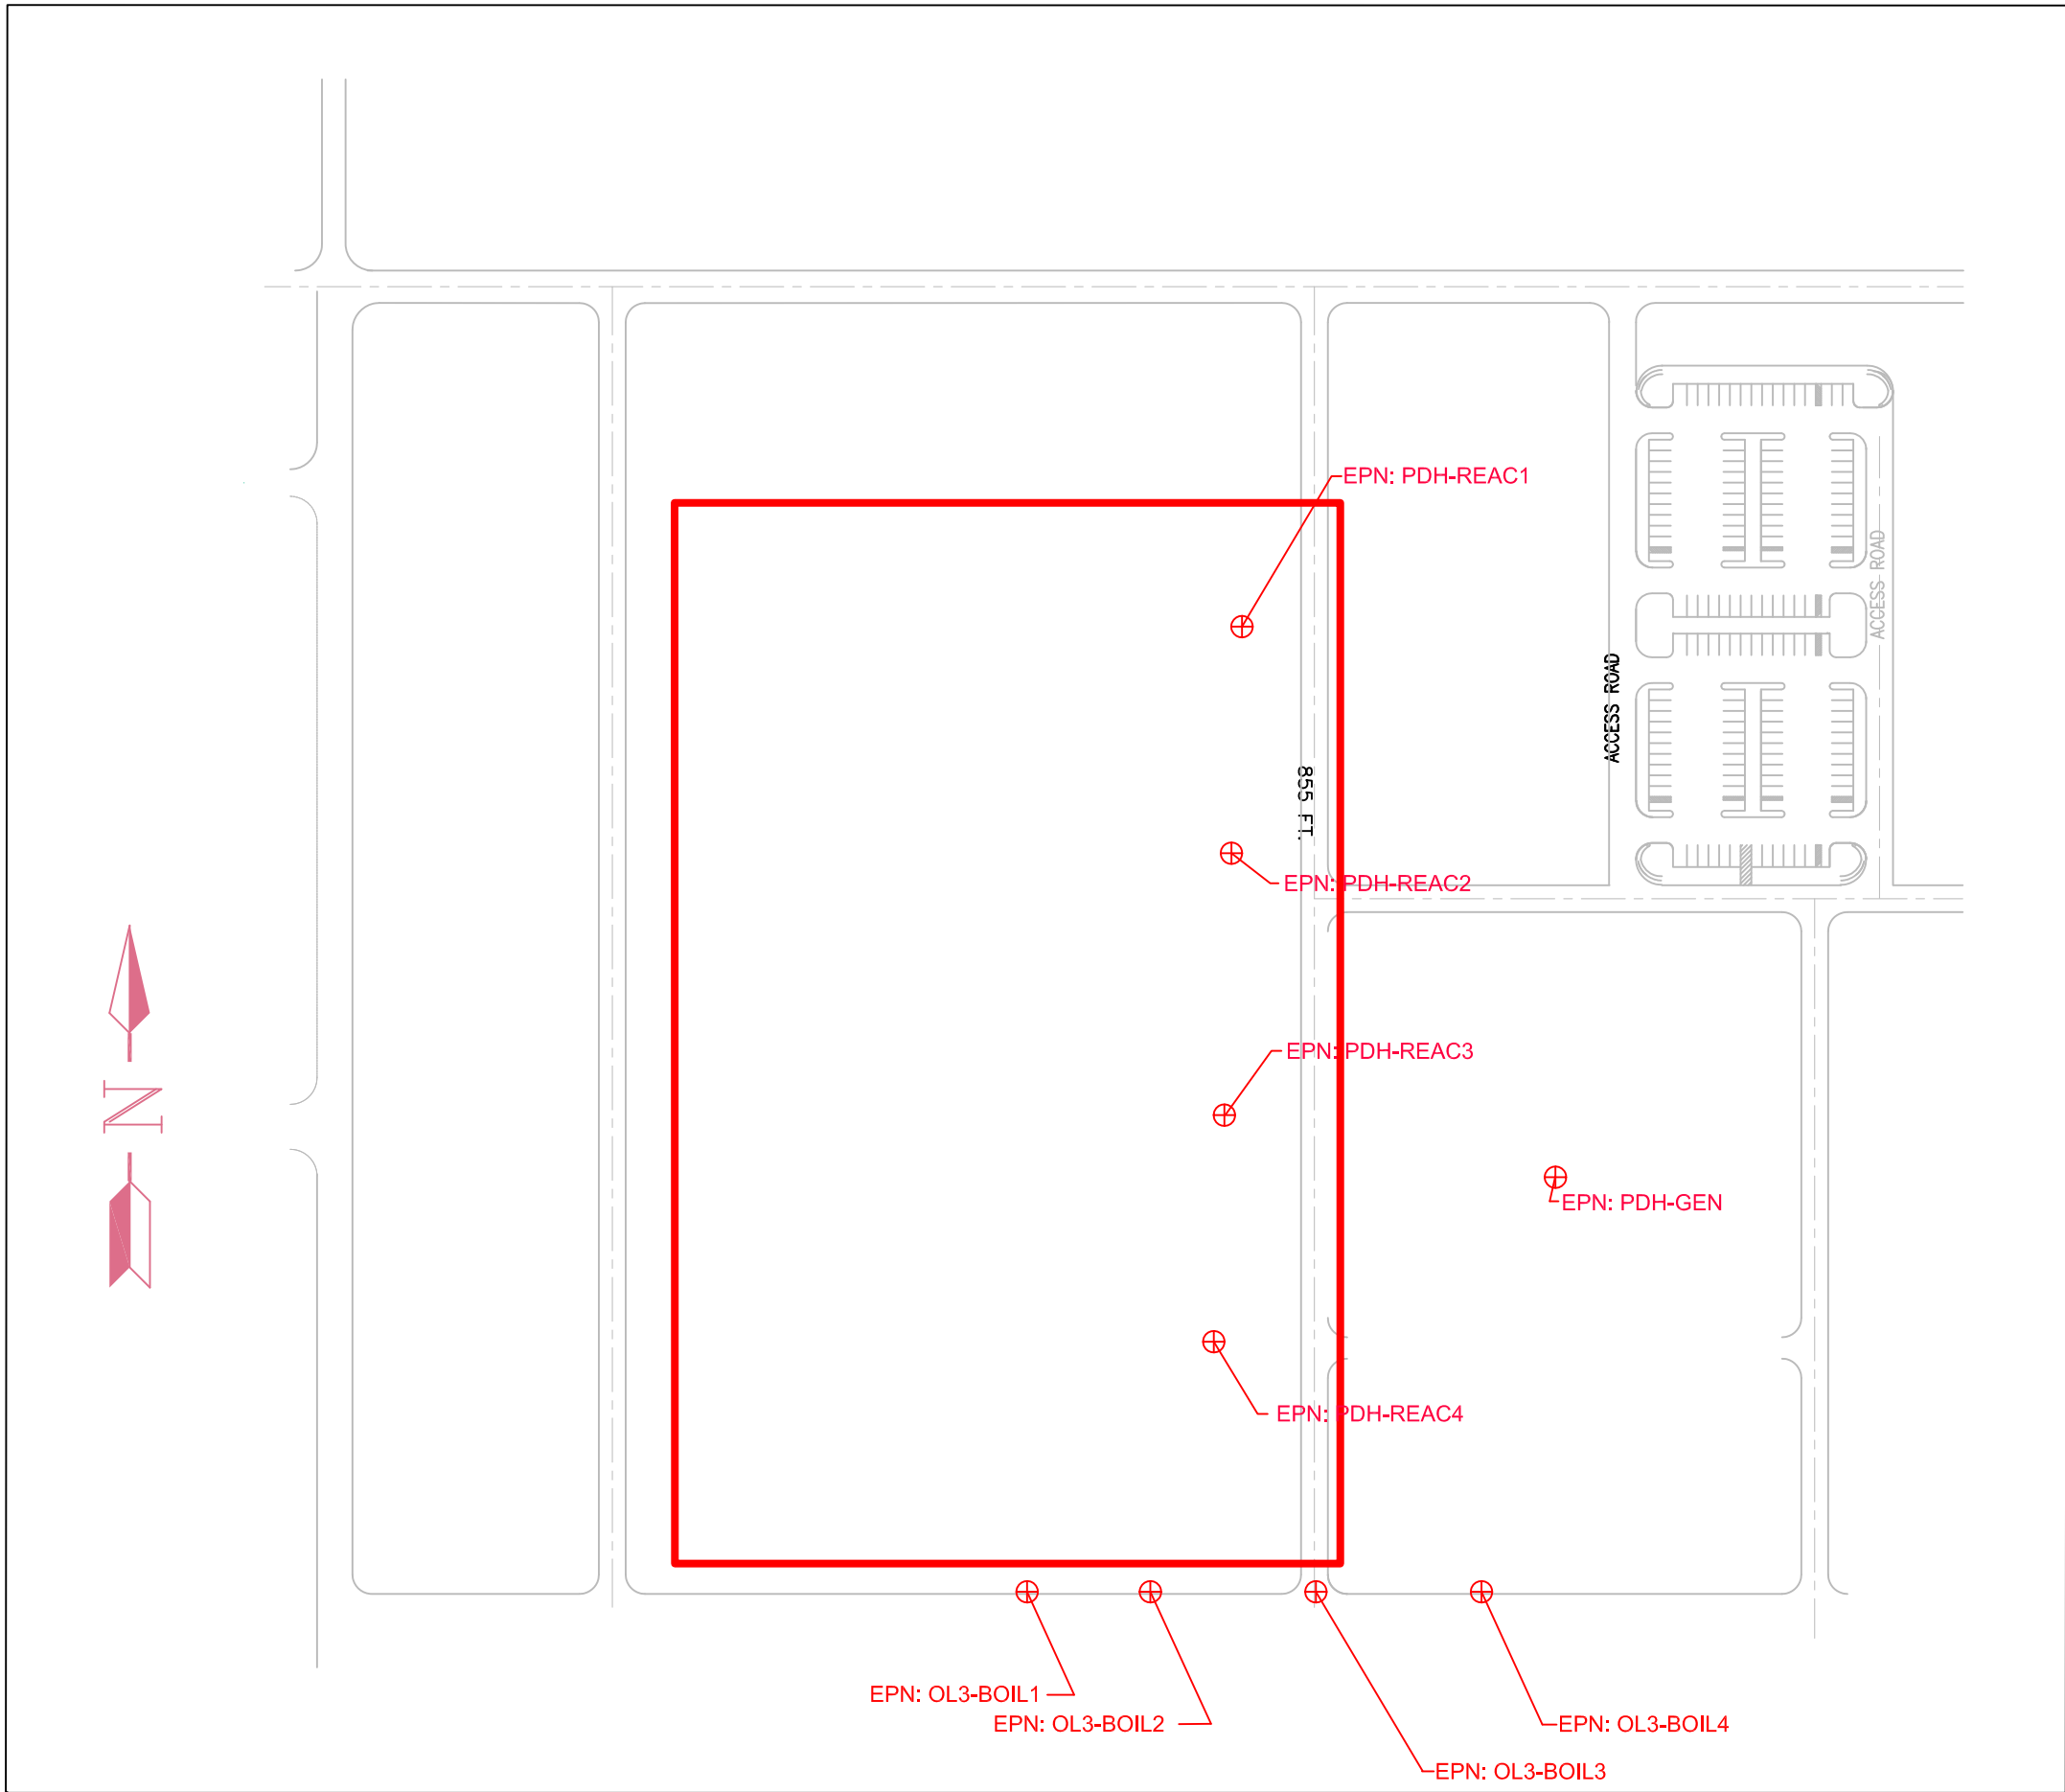 EPN: PDH-REAC1
ACCESS ROAD
ACCESS ROAD
855 FT.
EPN: PDH-REAC2
N
EPN: PDH-REAC3
EPN: PDH-GEN
EPN: PDH-REAC4
EPN: OL3-BOIL1
EPN: OL3-BOIL2
EPN: OL3-BOIL4
EPN: OL3-BOIL3